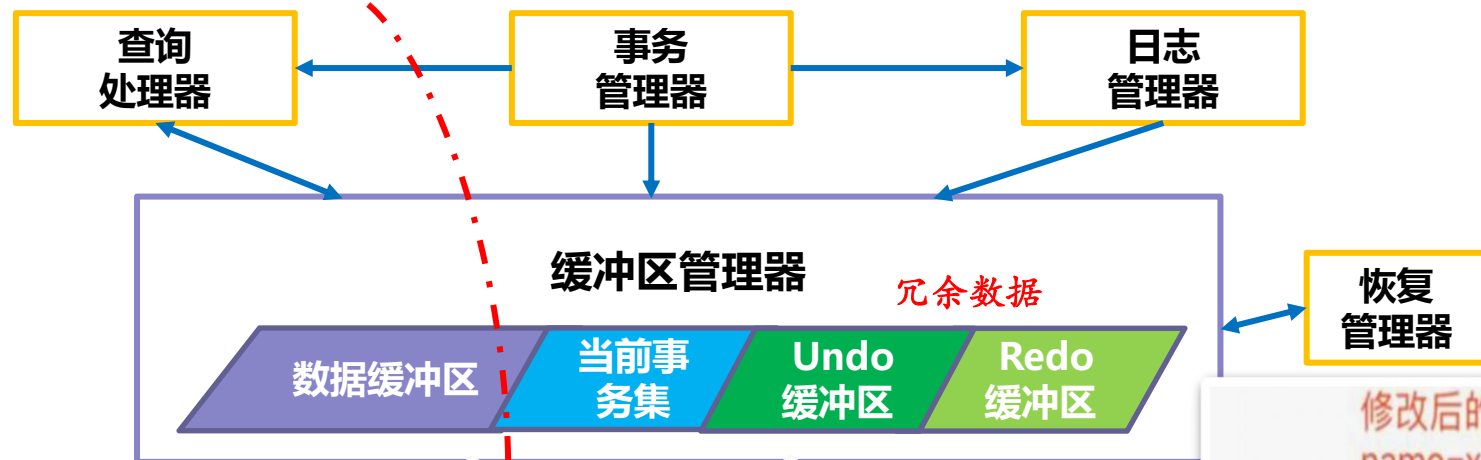 查询
处理器
事务
管理器
日志
管理器
缓冲区管理器
冗余数据
恢复
管理器
数据缓冲区
当前事
务集
Undo
缓冲区
Redo
缓冲区
修改后的